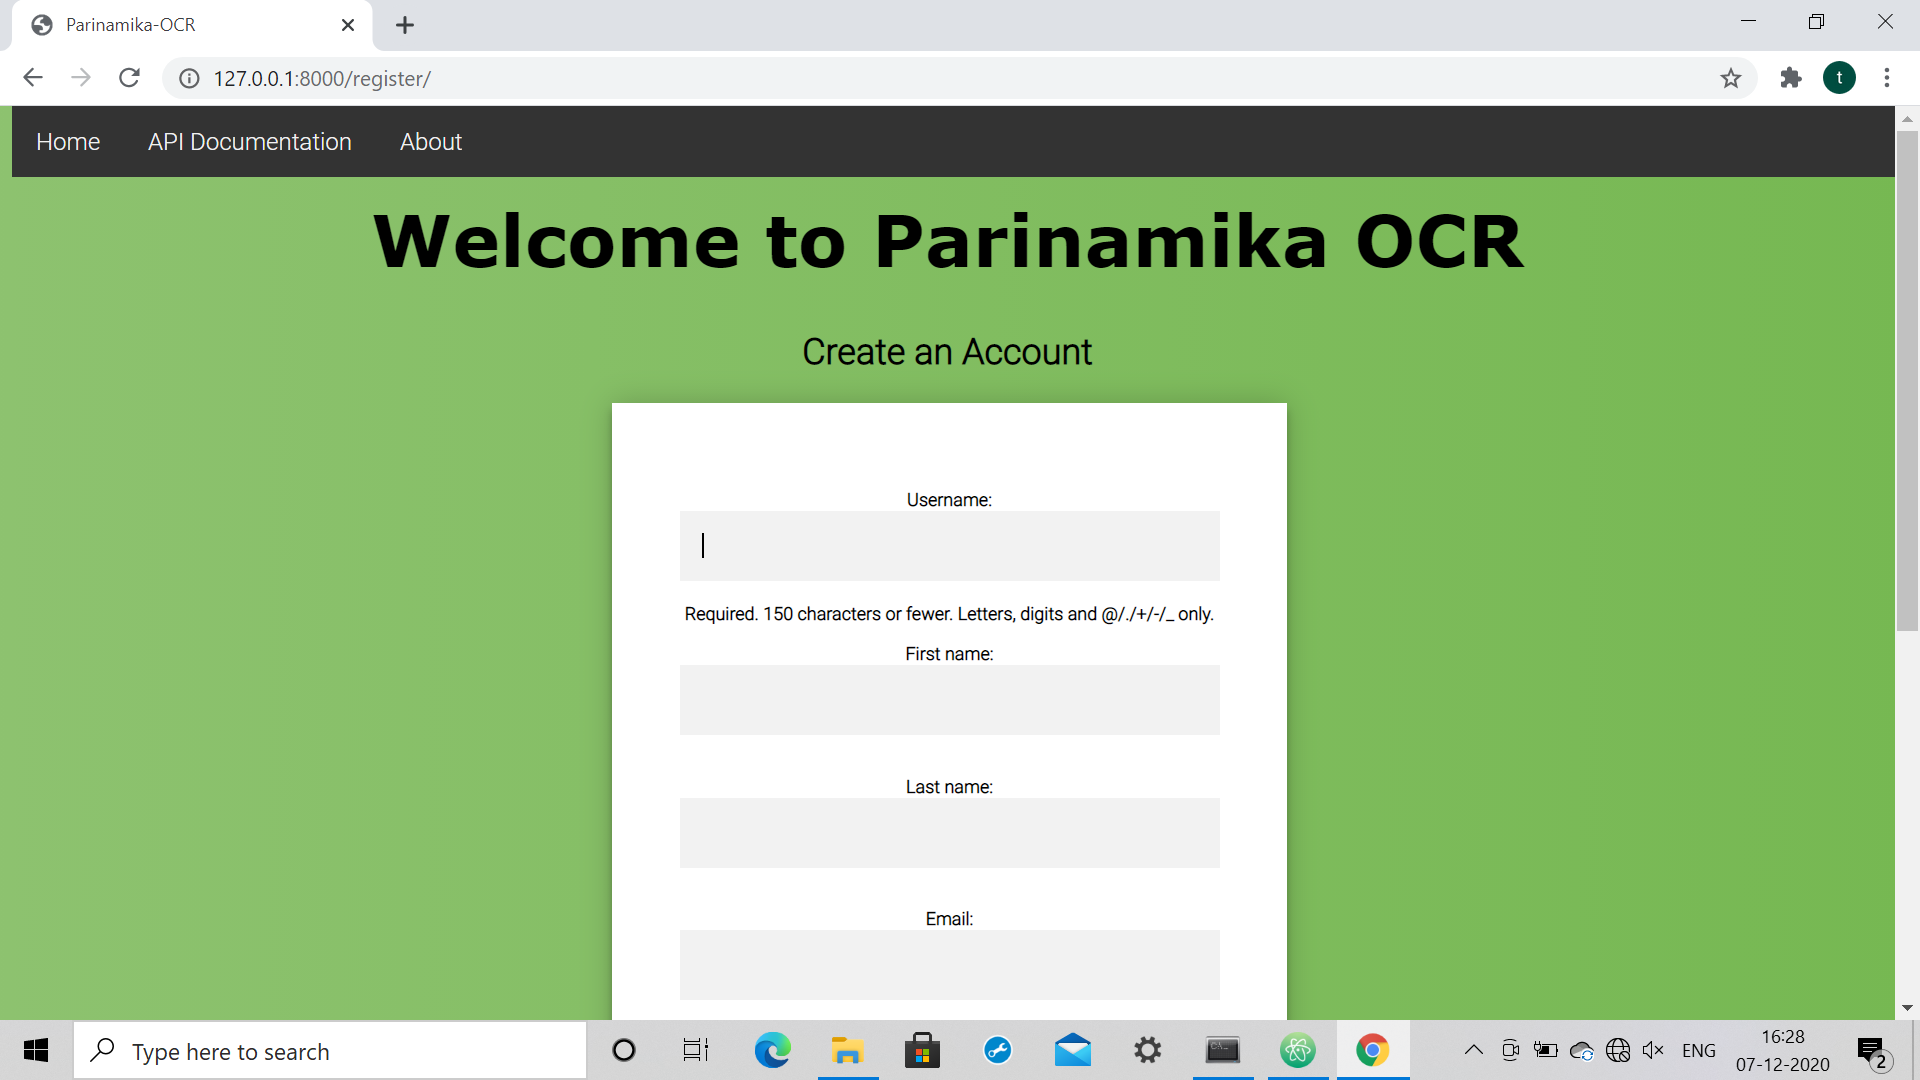 Parinamika-OCR
127.0.0.1:8000/register/
t
Home API Documentation About
Welcome to Parinamika OCR
Create an Account
Username:
Required. 150 characters or fewer. Letters, digits and @/./+/-/_ only.
First name:
Last name:
Email:
Type here to search
ENG
16:28
07-12-2020
2